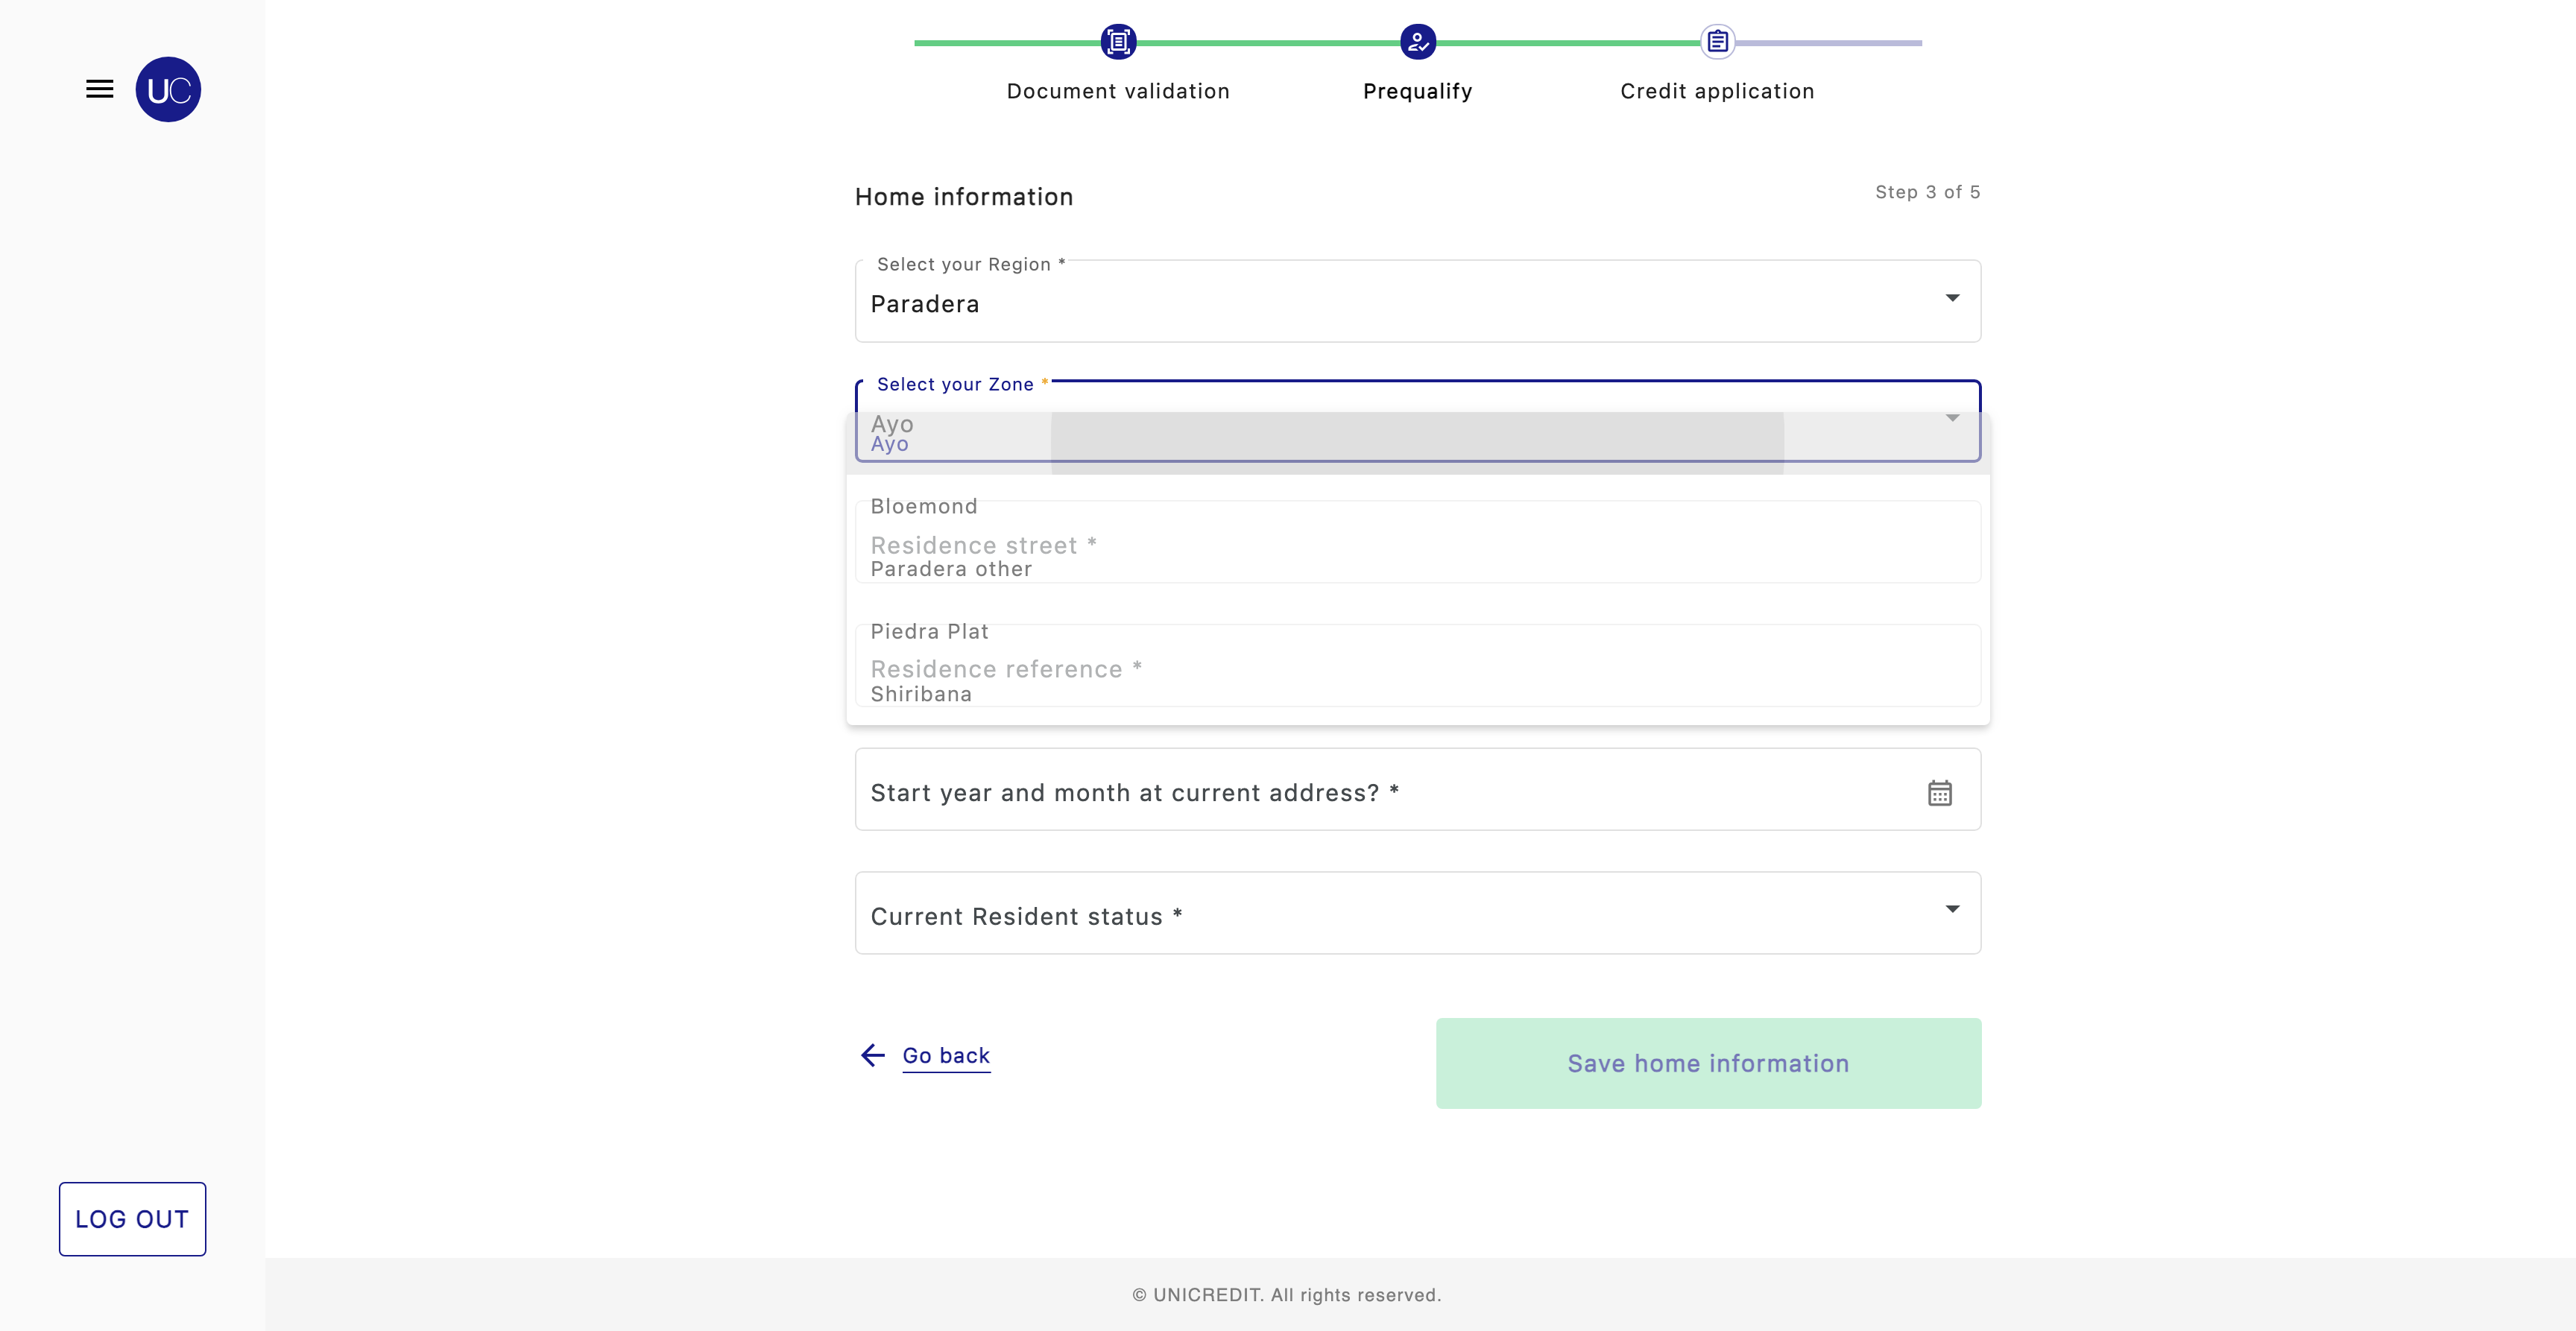 UC
Document validation
Prequalify
Credit application
Home information
Step 3 of 5
Select your Region *
Paradera
Select your Zone *
Ayo
Ayo
Bloemond
Residence street *
Paradera other
Piedra Plat
Residence reference *
Shiribana
Start year and month at current address? *
Current Resident status *
Go back
Save home information
LOG OUT
© UNICREDIT. All rights reserved.